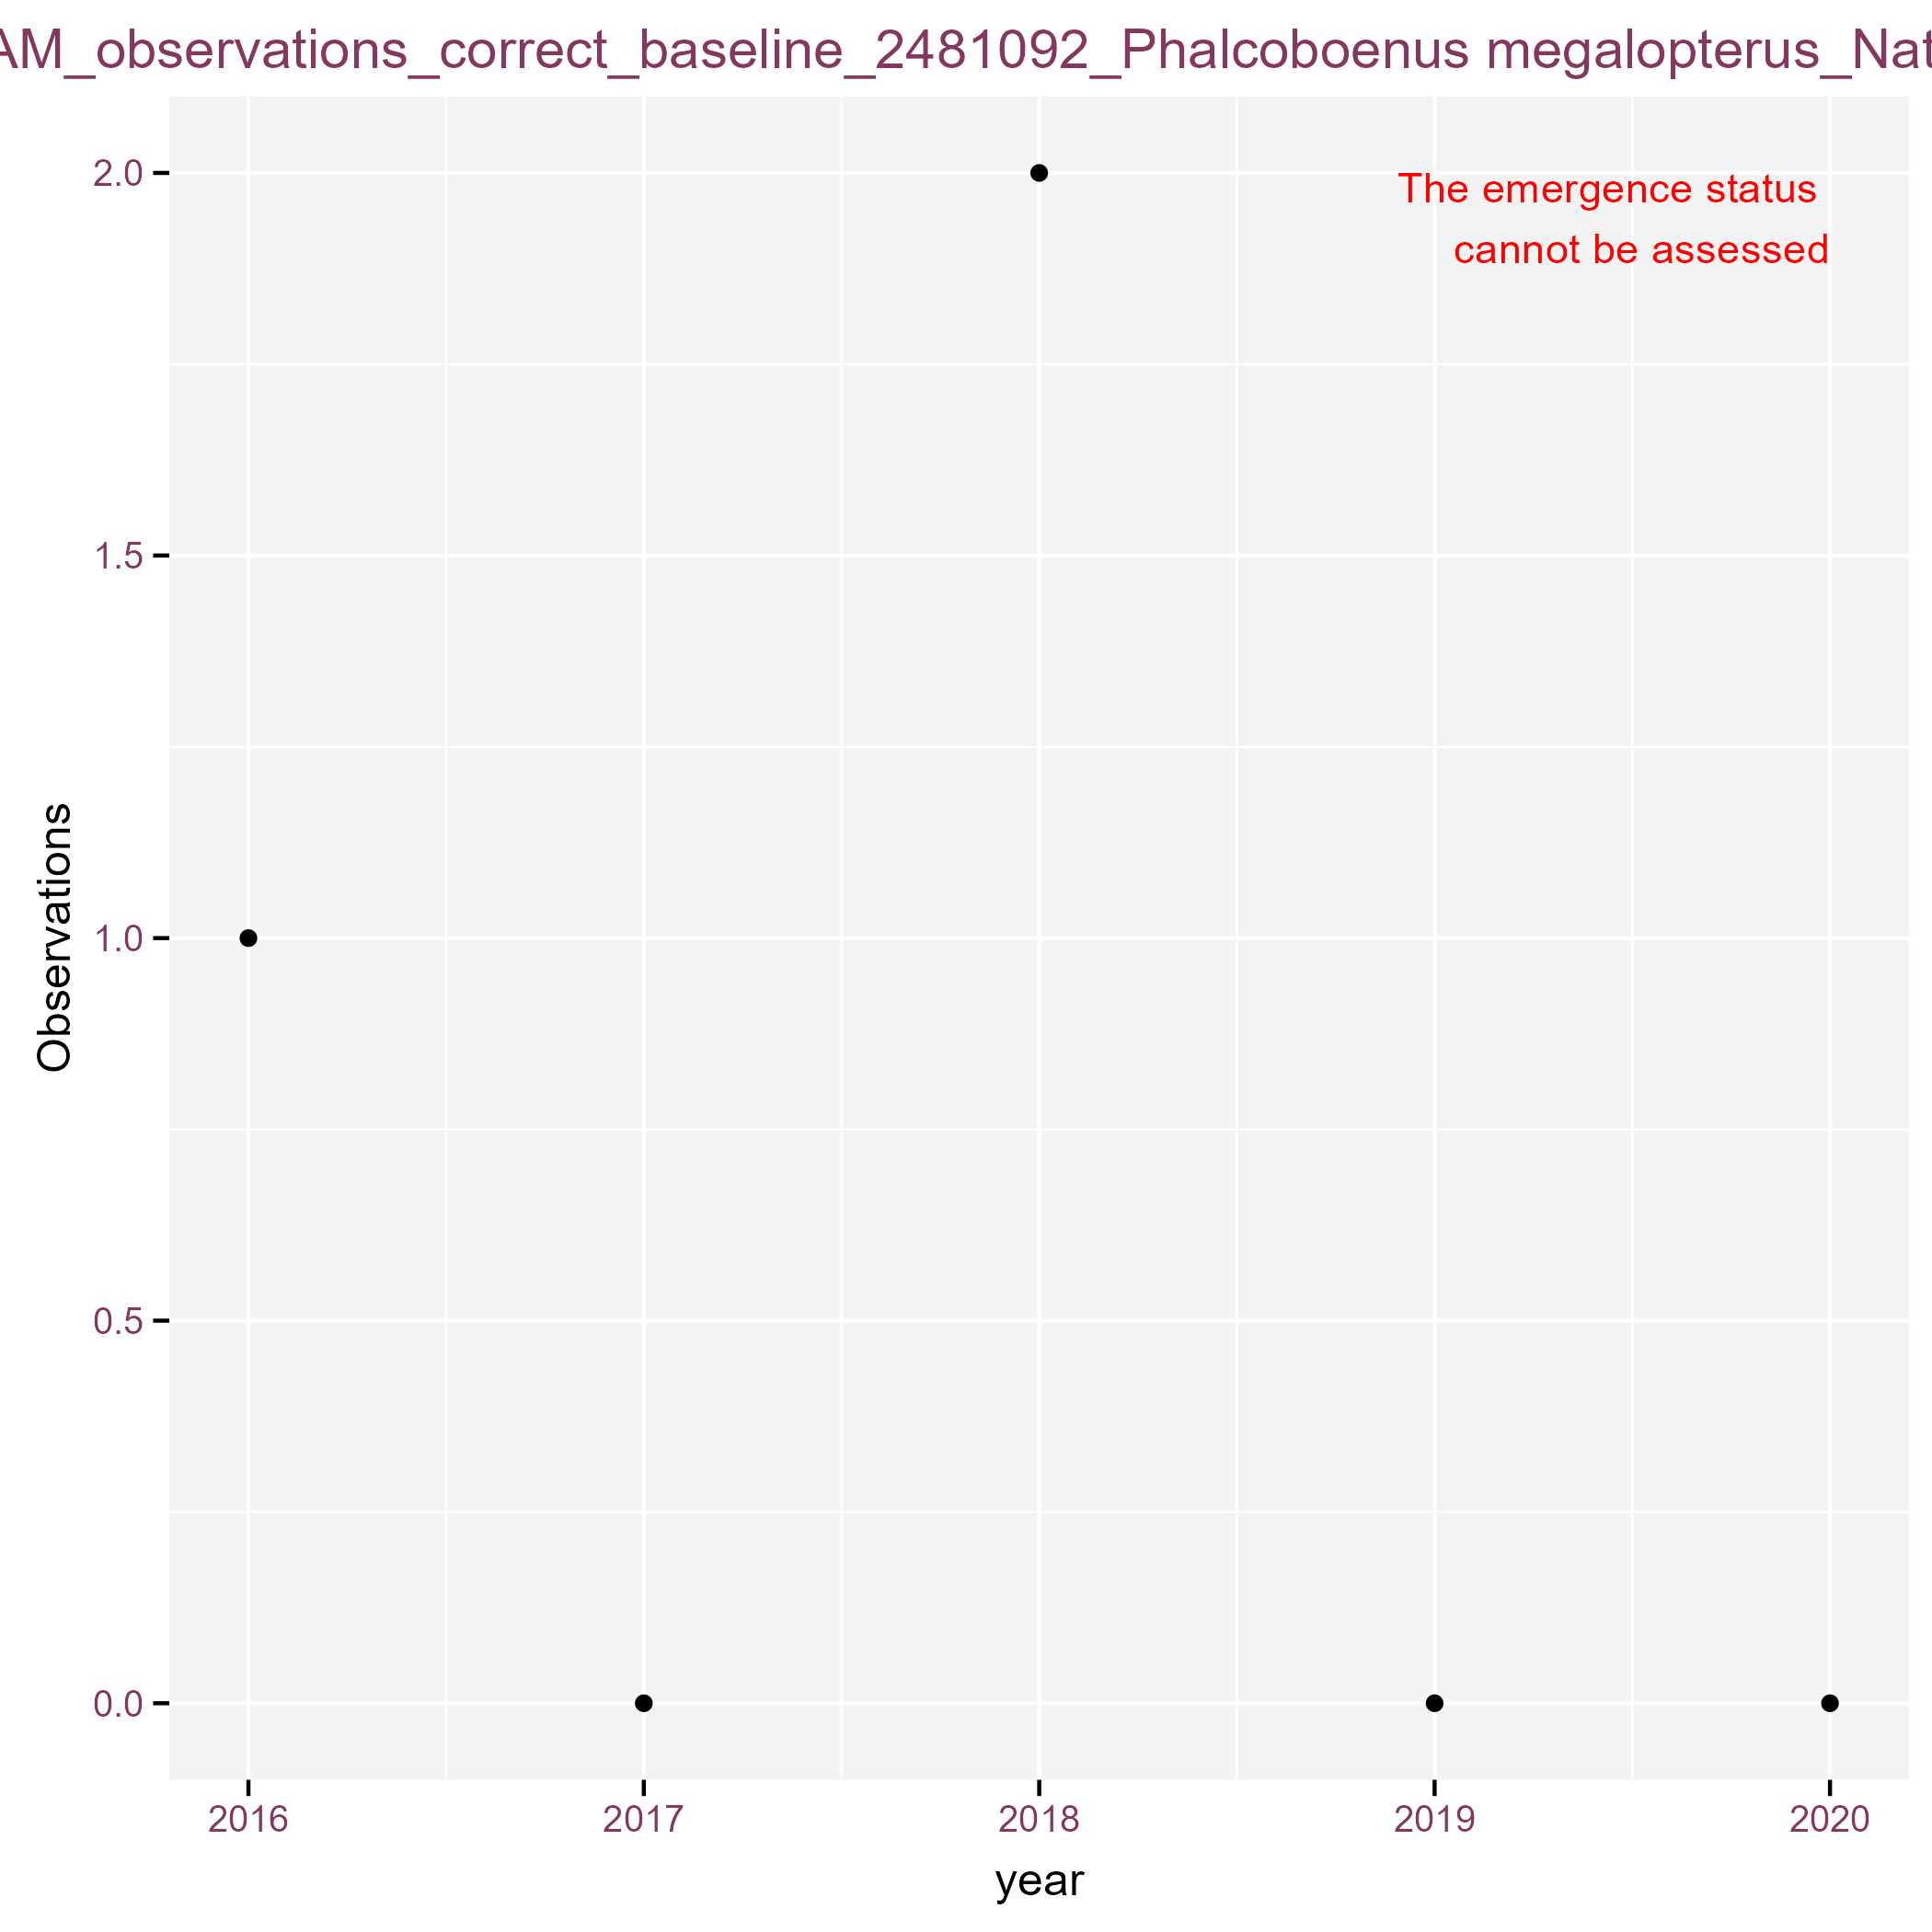 AM_observations_correct_baseline_2481092_Phalcoboenus megalopterus_Nat
The emergence status
cannot be assessed
Observations
2.0
1.5
1.0
0.5
0.0
2016 2017 2018 2019 2020
year